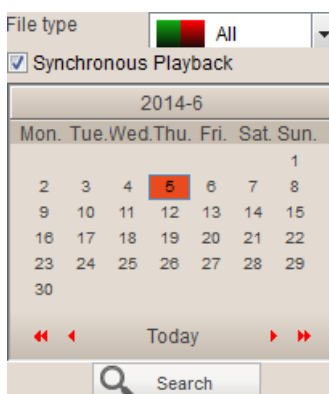 File type All
Synchronous Playback
2014-6
Mon. Tue. Wed. Thu. Fri. Sat. Sun.
1
2 3 4 5 6 7 8
9 10 11 12 13 14 15
16 17 18 19 20 21 22
23 24 25 26 27 28 29
30
Today
Search